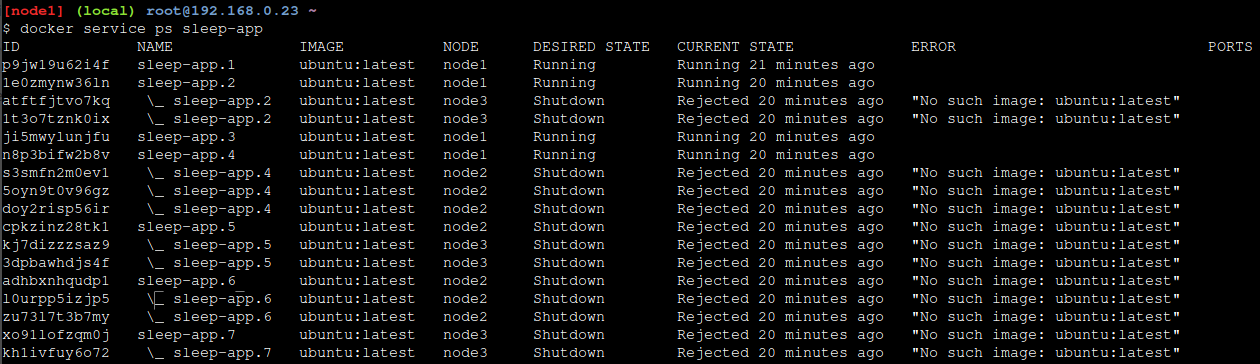 [node1] (local) root@192.168.0.23 ~
$ docker service ps sleep-app
ID NAME IMAGE NODE DESIRED STATE CURRENT STATE ERROR PORTS
p9jwl9u62i4f sleep-app.1 ubuntu:latest node1 Running Running 21 minutes ago
1e0zmynw36ln sleep-app.2 ubuntu:latest node1 Running Running 20 minutes ago
atftfjtvo7kq \_ sleep-app.2 ubuntu:latest node3 Shutdown Rejected 20 minutes ago "No such image: ubuntu:latest"
1t3o7tznk0ix \_ sleep-app.2 ubuntu:latest node3 Shutdown Rejected 20 minutes ago "No such image: ubuntu:latest"
ji5mwylunjfu sleep-app.3 ubuntu:latest node1 Running Running 20 minutes ago
n8p3bifw2b8v sleep-app.4 ubuntu:latest node1 Running Running 20 minutes ago
s3smfn2m0ev1 \_ sleep-app.4 ubuntu:latest node2 Shutdown Rejected 20 minutes ago "No such image: ubuntu:latest"
5oyn9t0v96gz \_ sleep-app.4 ubuntu:latest node2 Shutdown Rejected 20 minutes ago "No such image: ubuntu:latest"
doy2risp56ir \_ sleep-app.4 ubuntu:latest node2 Shutdown Rejected 20 minutes ago "No such image: ubuntu:latest"
cpkzinz28tk1 sleep-app.5 ubuntu:latest node2 Shutdown Rejected 20 minutes ago "No such image: ubuntu:latest"
kj7dizzzsaz9 \_ sleep-app.5 ubuntu:latest node3 Shutdown Rejected 20 minutes ago "No such image: ubuntu:latest"
3dpbawhdjs4f \_ sleep-app.5 ubuntu:latest node3 Shutdown Rejected 20 minutes ago "No such image: ubuntu:latest"
adhbxnhqudp1 sleep-app.6 ubuntu:latest node2 Shutdown Rejected 20 minutes ago "No such image: ubuntu:latest"
l0urpp5izjp5 \_ sleep-app.6 ubuntu:latest node2 Shutdown Rejected 20 minutes ago "No such image: ubuntu:latest"
zu73l7t3b7my \_ sleep-app.6 ubuntu:latest node2 Shutdown Rejected 20 minutes ago "No such image: ubuntu:latest"
xo91lofzqm0j sleep-app.7 ubuntu:latest node3 Shutdown Rejected 20 minutes ago "No such image: ubuntu:latest"
khlivfuy6o72 \_ sleep-app.7 ubuntu:latest node3 Shutdown Rejected 20 minutes ago "No such image: ubuntu:latest"